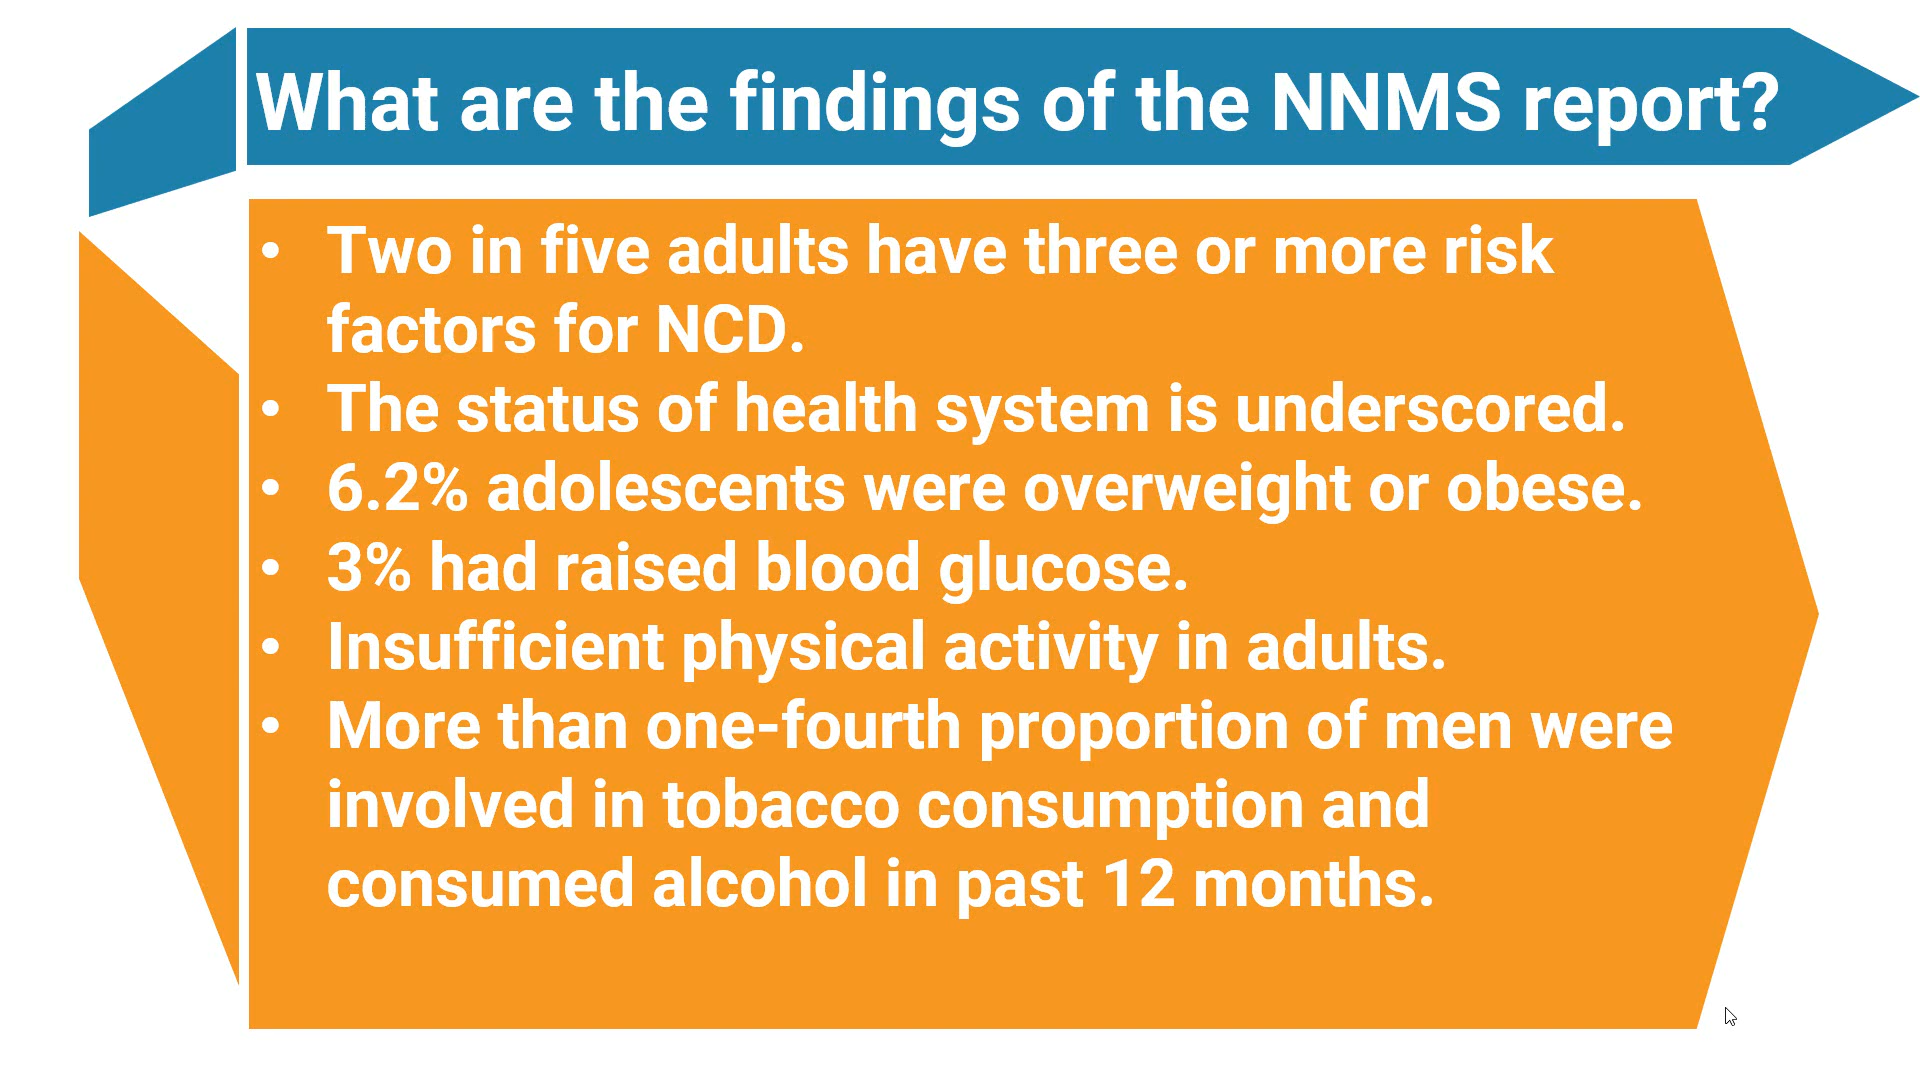 What are the findings of the NNMS report?
• Two in five adults have three or more risk
factors for NCD.
• The status of health system is underscored.
• 6.2% adolescents were overweight or obese.
• 3% had raised blood glucose.
• Insufficient physical activity in adults.
• More than one-fourth proportion of men were
involved in tobacco consumption and
consumed alcohol in past 12 months.